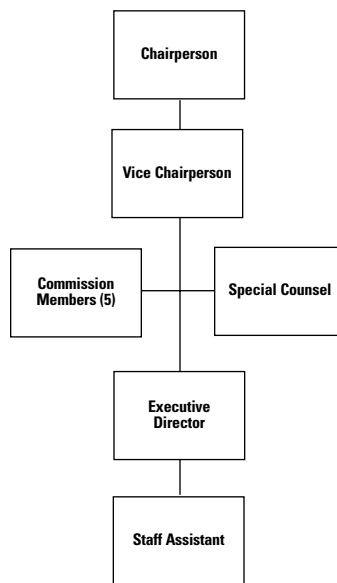 Chairperson
Vice Chairperson
Commission
Members (5)
Special Counsel
Executive
Director
Staff Assistant